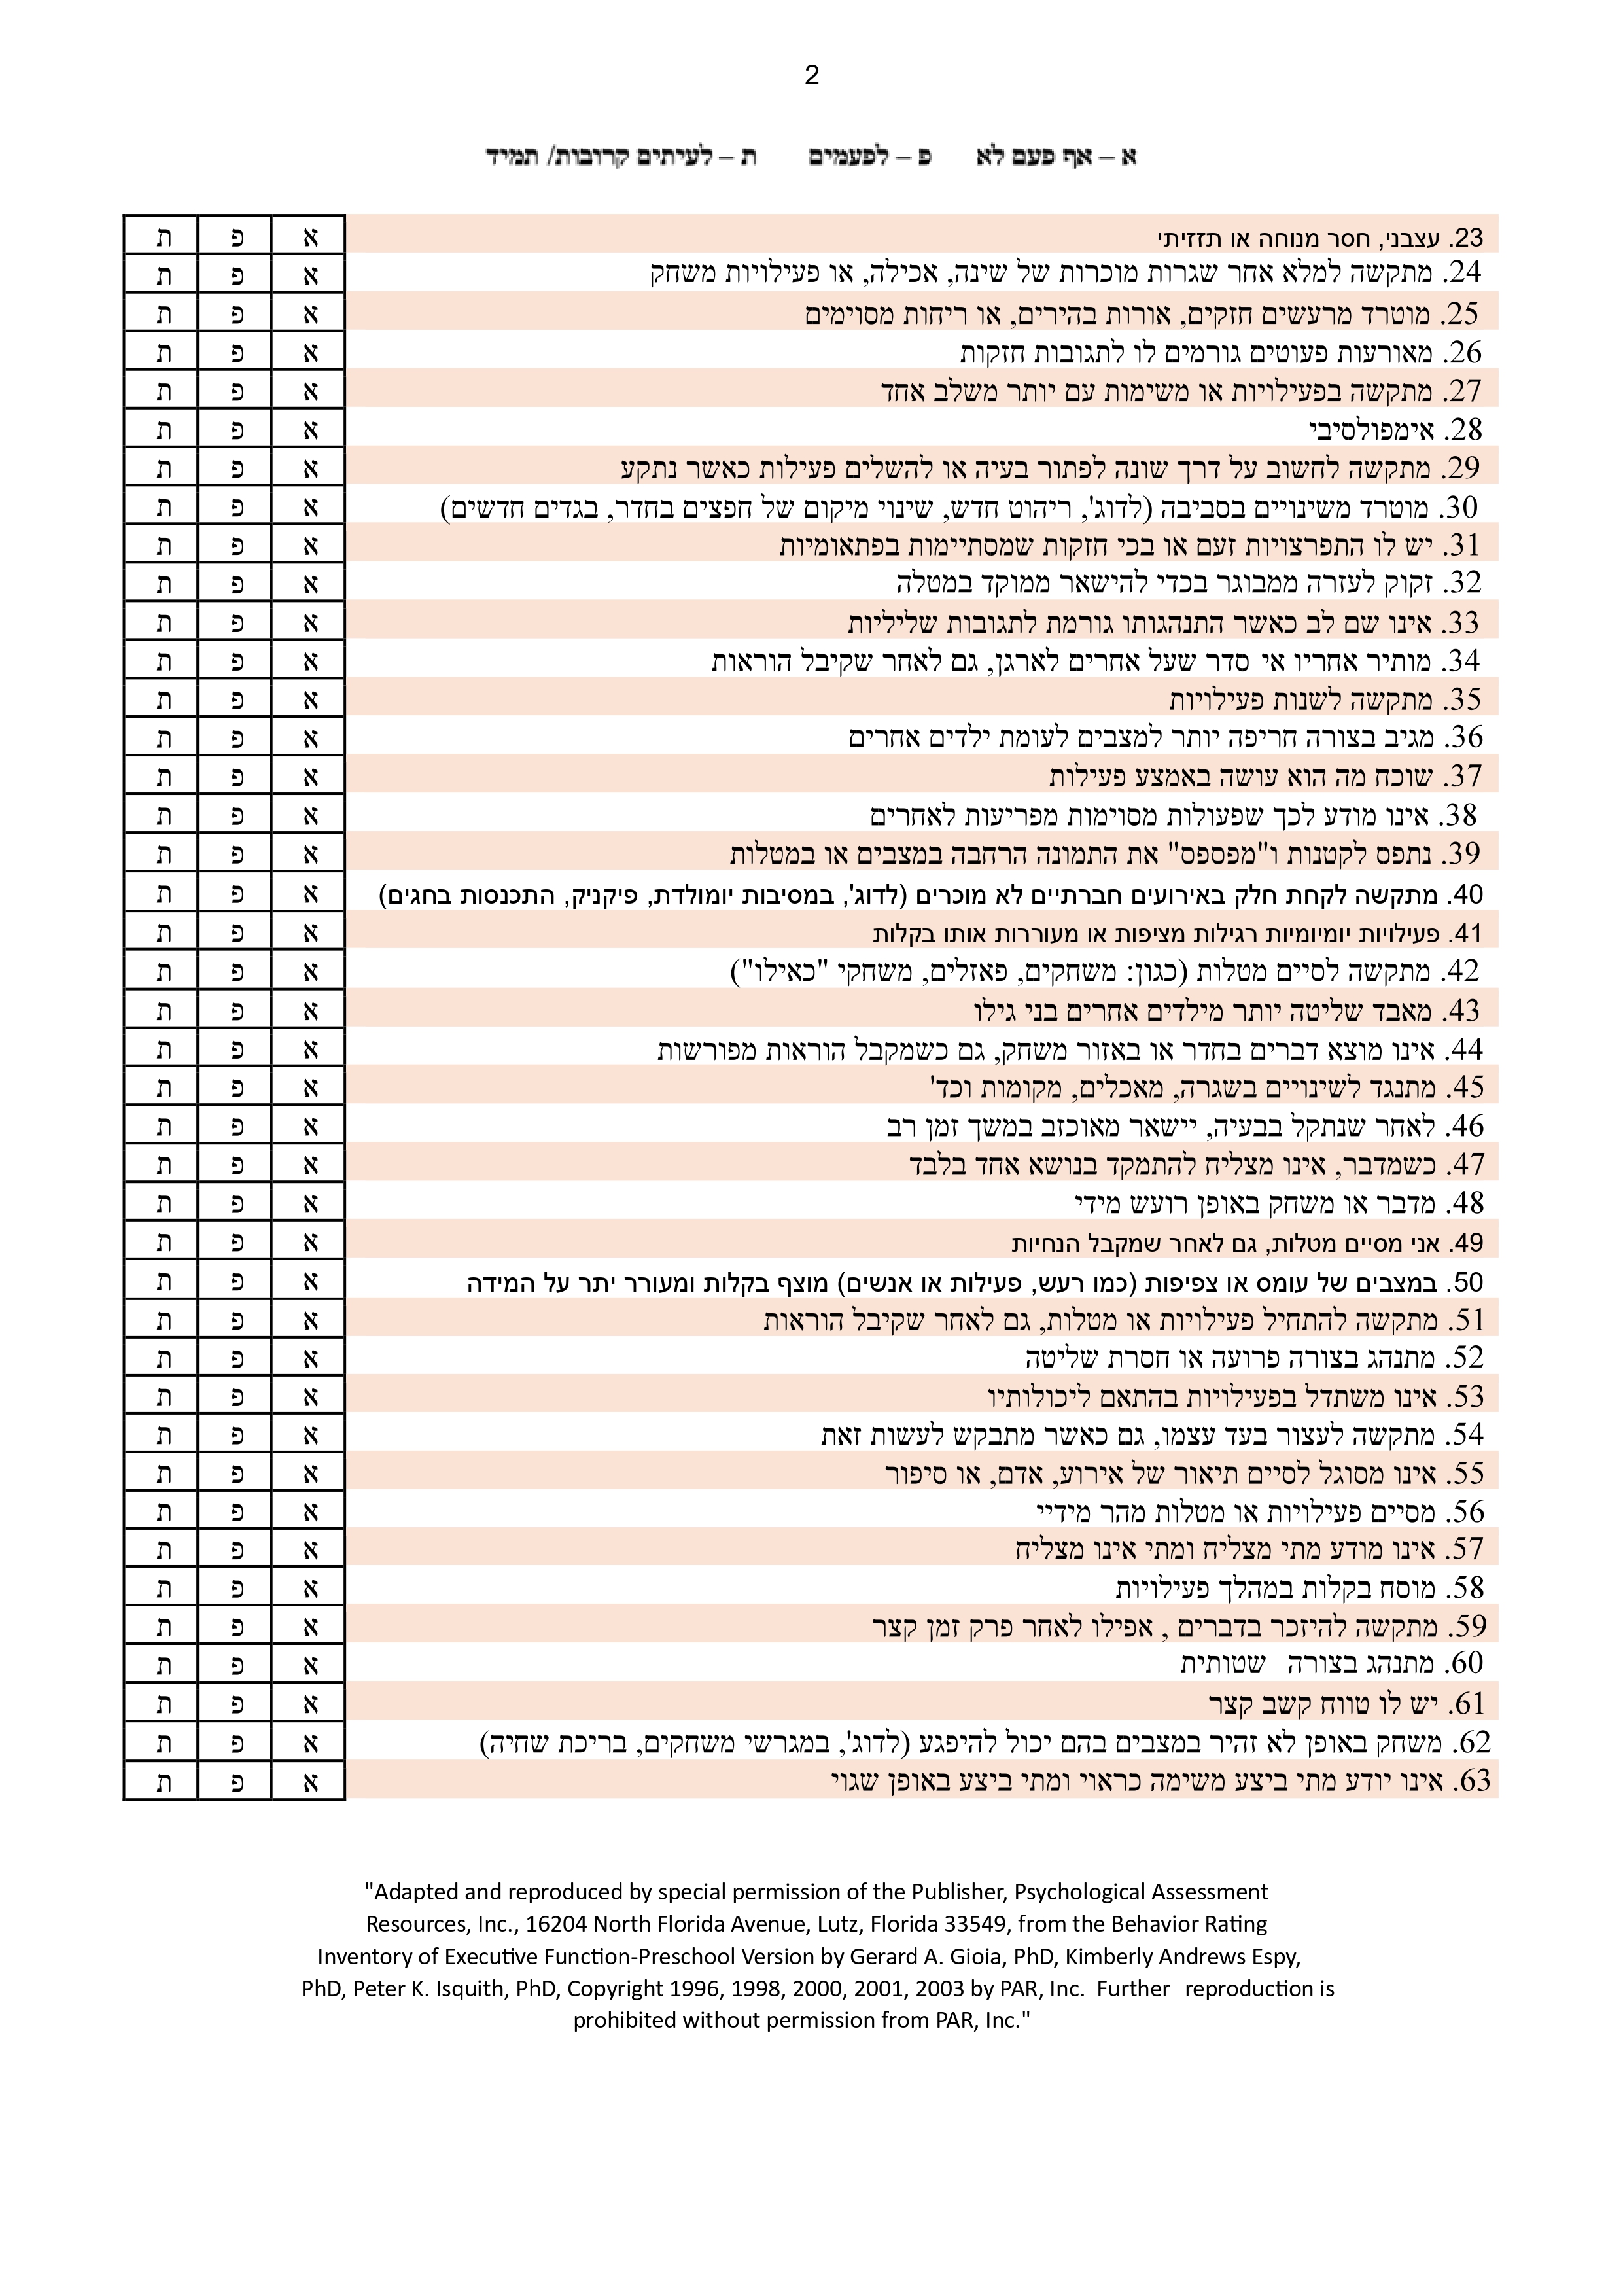 2
א – אף פעם לא פ – לפעמים ת – לעיתים קרובות/ תמיד
23. עצבני, חסר מנוחה או תזזיתי א פ ת
24. מתקשה למלא אחר שגרות מוכרות של שינה, אכילה, או פעילויות משחק א פ ת
25. מוטרד מרעשים חזקים, אורות בהירים, או ריחות מסוימים א פ ת
26. מאורעות פעוטים גורמים לו לתגובות חזקות א פ ת
27. מתקשה בפעילויות או משימות עם יותר משלב אחד א פ ת
28. אימפולסיבי א פ ת
29. מתקשה לחשוב על דרך שונה לפתור בעיה או להשלים פעילות כאשר נתקע א פ ת
30. מוטרד משינויים בסביבה (לדוג', ריהוט חדש, שינוי מיקום של חפצים בחדר, בגדים חדשים) א פ ת
31. יש לו התפרצויות זעם או בכי חזקות שמסתיימות בפתאומיות א פ ת
32. זקוק לעזרה ממבוגר בכדי להישאר ממוקד במטלה א פ ת
33. אינו שם לב כאשר התנהגותו גורמת לתגובות שליליות א פ ת
34. מותיר אחריו אי סדר שעל אחרים לארגן, גם לאחר שקיבל הוראות א פ ת
35. מתקשה לשנות פעילויות א פ ת
36. מגיב בצורה חריפה יותר למצבים לעומת ילדים אחרים א פ ת
37. שוכח מה הוא עושה באמצע פעילות א פ ת
38. אינו מודע לכך שפעולות מסוימות מפריעות לאחרים א פ ת
39. נתפס לקטנות ו"מפספס" את התמונה הרחבה במצבים או במטלות א פ ת
40. מתקשה לקחת חלק באירועים חברתיים לא מוכרים (לדוג', במסיבות יומולדת, פיקניק, התכנסות בחגים) א פ ת
41. פעילויות יומיומיות רגילות מציפות או מעוררות אותו בקלות א פ ת
42. מתקשה לסיים מטלות (כגון: משחקים, פאזלים, משחקי "כאילו") א פ ת
43. מאבד שליטה יותר מילדים אחרים בני גילו א פ ת
44. אינו מוצא דברים בחדר או באזור משחק, גם כשמקבל הוראות מפורשות א פ ת
45. מתנגד לשינויים בשגרה, מאכלים, מקומות וכד' א פ ת
46. לאחר שנתקל בבעיה, יישאר מאוכזב במשך זמן רב א פ ת
47. כשמדבר, אינו מצליח להתמקד בנושא אחד בלבד א פ ת
48. מדבר או משחק באופן רועש מידי א פ ת
49. אני מסיים מטלות, גם לאחר שמקבל הנחיות א פ ת
50. במצבים של עומס או צפיפות (כמו רעש, פעילות או אנשים) מוצף בקלות ומעורר יתר על המידה א פ ת
51. מתקשה להתחיל פעילויות או מטלות, גם לאחר שקיבל הוראות א פ ת
52. מתנהג בצורה פרועה או חסרת שליטה א פ ת
53. אינו משתדל בפעילויות בהתאם ליכולותיו א פ ת
54. מתקשה לעצור בעד עצמו, גם כאשר מתבקש לעשות זאת א פ ת
55. אינו מסוגל לסיים תיאור של אירוע, אדם, או סיפור א פ ת
56. מסיים פעילויות או מטלות מהר מידיי א פ ת
57. אינו מודע מתי מצליח ומתי אינו מצליח א פ ת
58. מוסח בקלות במהלך פעילויות א פ ת
59. מתקשה להיזכר בדברים , אפילו לאחר פרק זמן קצר א פ ת
60. מתנהג בצורה שטותית א פ ת
61. יש לו טווח קשב קצר א פ ת
62. משחק באופן לא זהיר במצבים בהם יכול להיפגע (לדוג', במגרשי משחקים, בריכת שחיה) א פ ת
63. אינו יודע מתי ביצע משימה כראוי ומתי ביצע באופן שגוי א פ ת
"Adapted and reproduced by special permission of the Publisher, Psychological Assessment
Resources, Inc., 16204 North Florida Avenue, Lutz, Florida 33549, from the Behavior Rating
Inventory of Executive Function-Preschool Version by Gerard A. Gioia, PhD, Kimberly Andrews Espy,
PhD, Peter K. Isquith, PhD, Copyright 1996, 1998, 2000, 2001, 2003 by PAR, Inc. Further reproduction is
prohibited without permission from PAR, Inc."